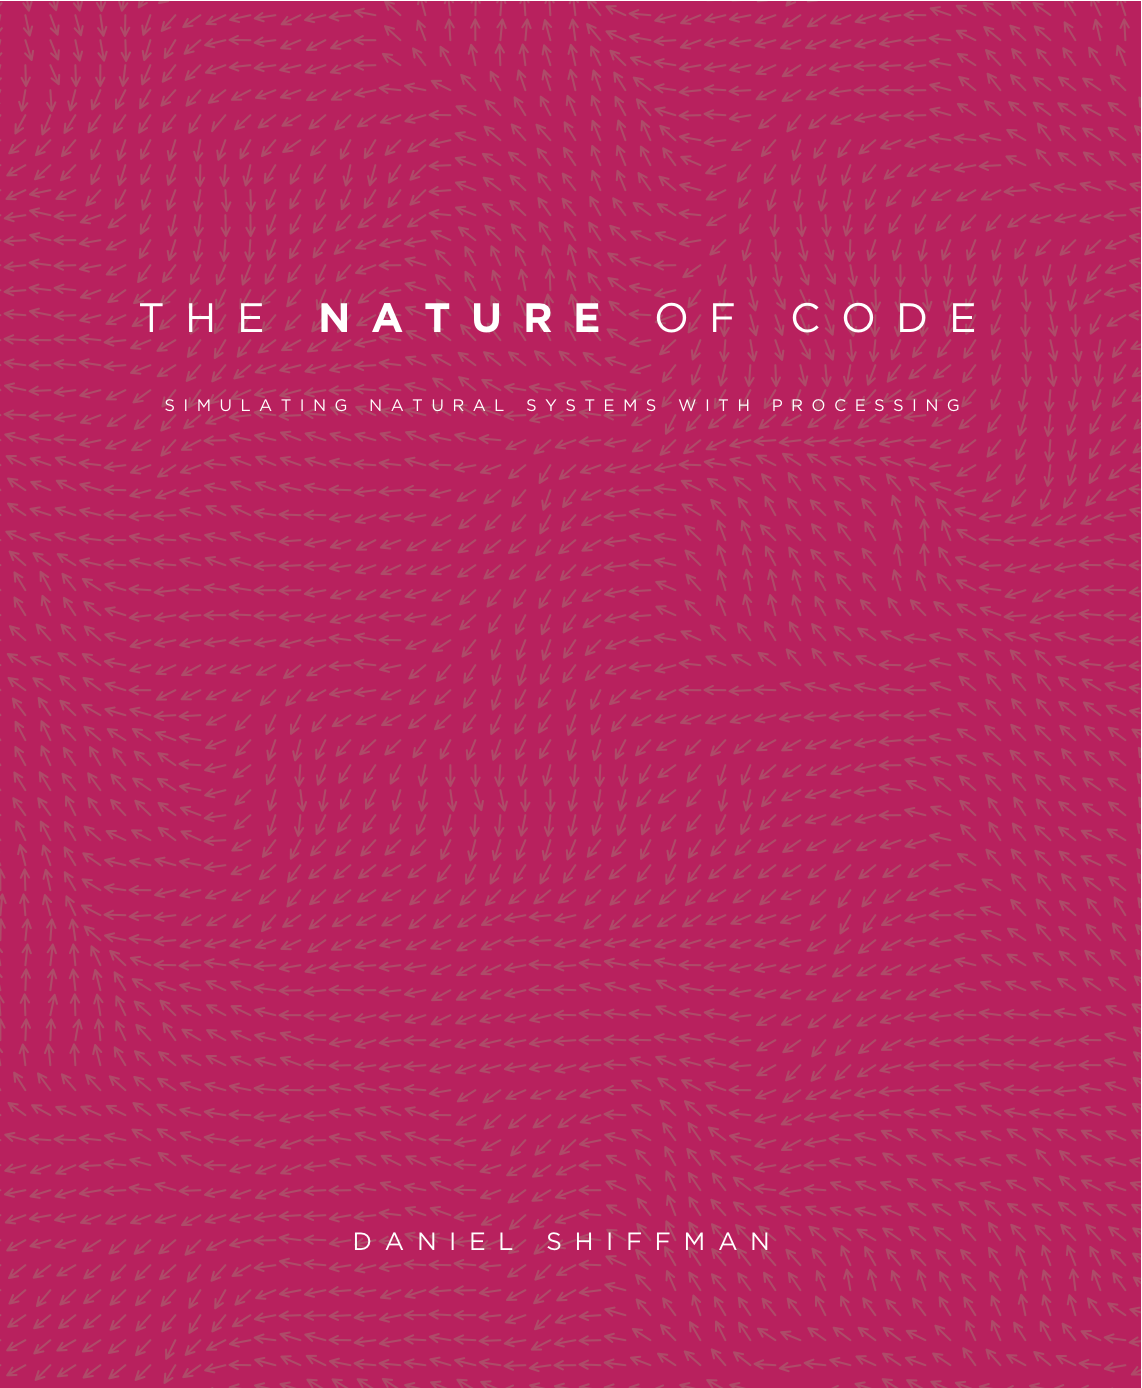 THE NATURE OF CODE
SIMULATING NATURAL SYSTEMS WITH PROCESSING
DANIEL SHIFFMAN